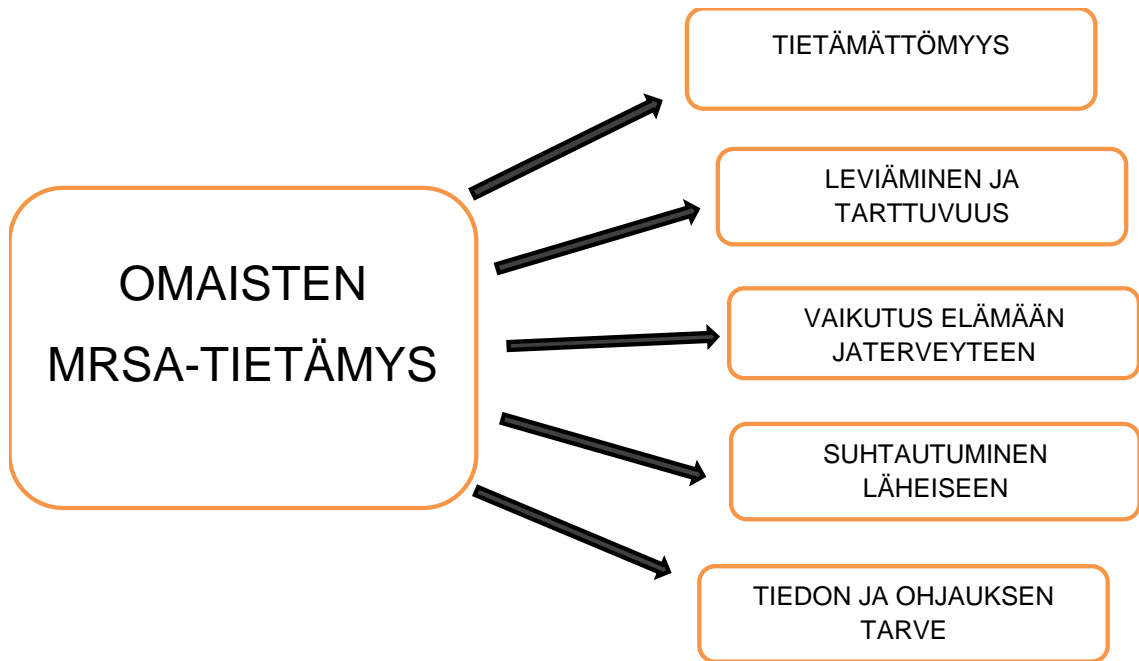 OMAISTEN
MRSA-TIETÄMYS
TIETÄMÄTTÖMYYS
LEVIÄMINEN JA
TARTTUVUUS
VAIKUTUS ELÄMÄÄN
JATERVEYTEEN
SUHTAUTUMINEN
LÄHEISEEN
TIEDON JA OHJAUKSEN
TARVE